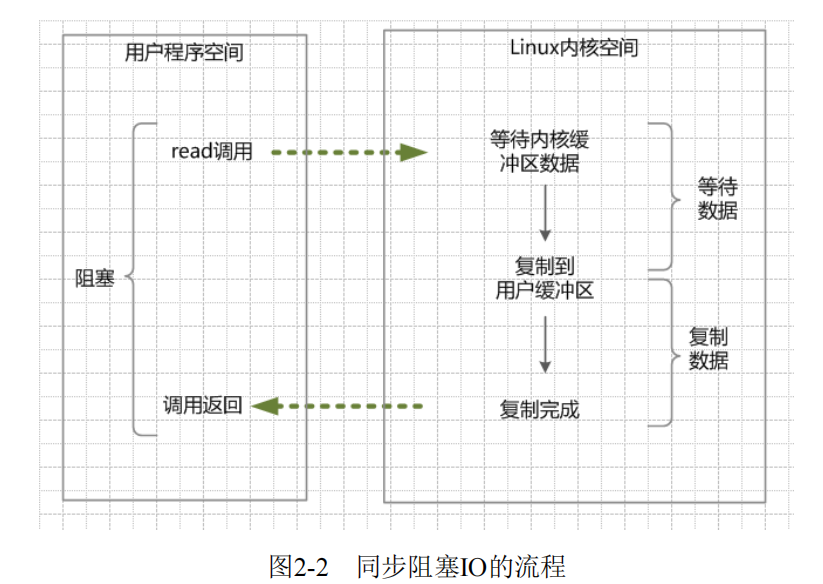 用户程序空间
Linux内核空间
read调用
等待内核缓
冲区数据
等待
数据
阻塞
复制到
用户缓冲区
复制
数据
调用返回
复制完成
图2-2 同步阻塞IO的流程